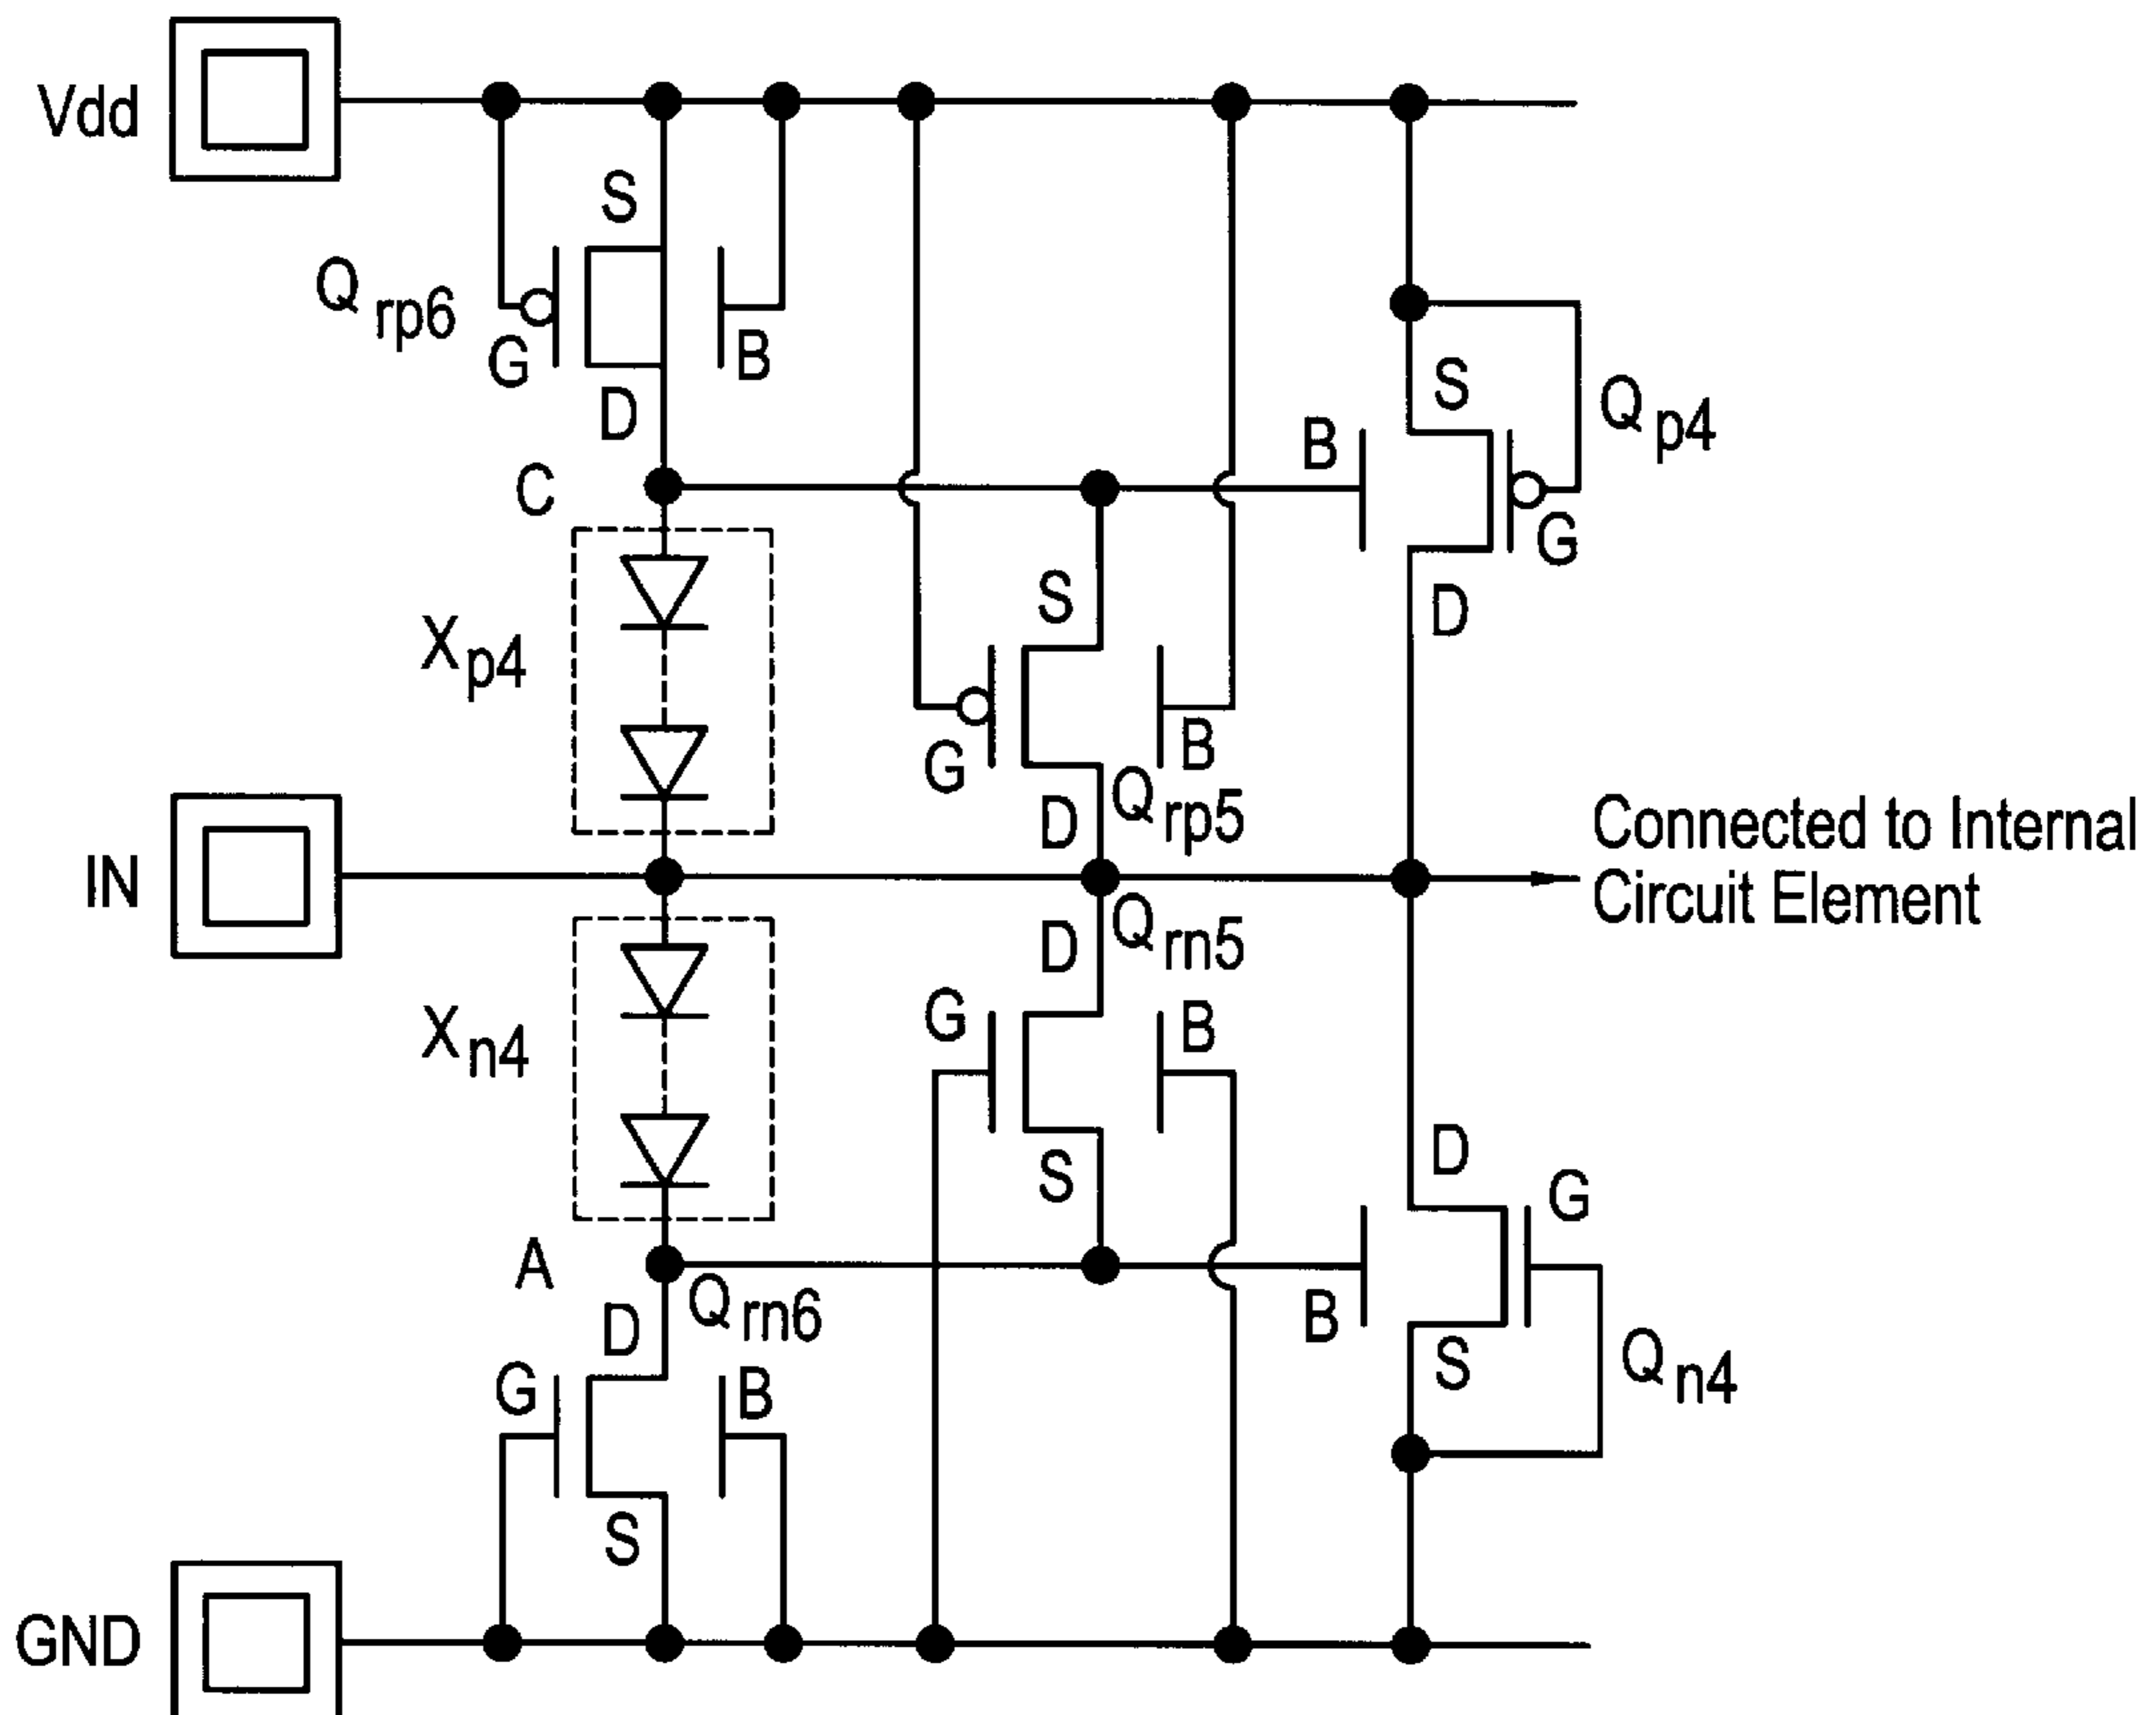 Vdd
S
Q rp6
G
B
D
S
Q p4
B
C
G
S
D
X p4
G
B
Q rp5
D
Connected to Internal
IN
Circuit Element
Q rn5
D
G
B
X n4
D
S
G
A
Q rn6
B
D
S
Q n4
G
B
S
GND